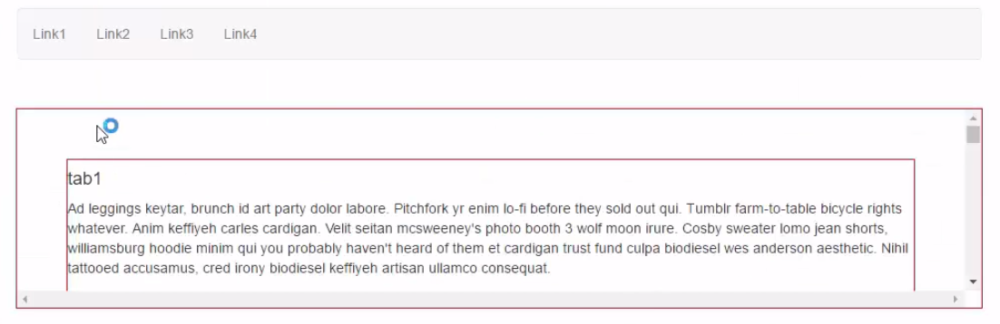 Link1 Link2 Link3 Link4
tab1
Ad leggings keytar, brunch id art party dolor labore. Pitchfork yr enim lo-fi before they sold out qui. Tumblr farm-to-table bicycle rights
whatever. Anim keffiyeh carles cardigan. Velit seitan mcsweeney's photo booth 3 wolf moon irure. Cosby sweater lomo jean shorts,
williamsburg hoodie minim qui you probably haven't heard of them et cardigan trust fund culpa biodiesel wes anderson aesthetic. Nihil
tattooed accusamus, cred irony biodiesel keffiyeh artisan ullamco consequat.